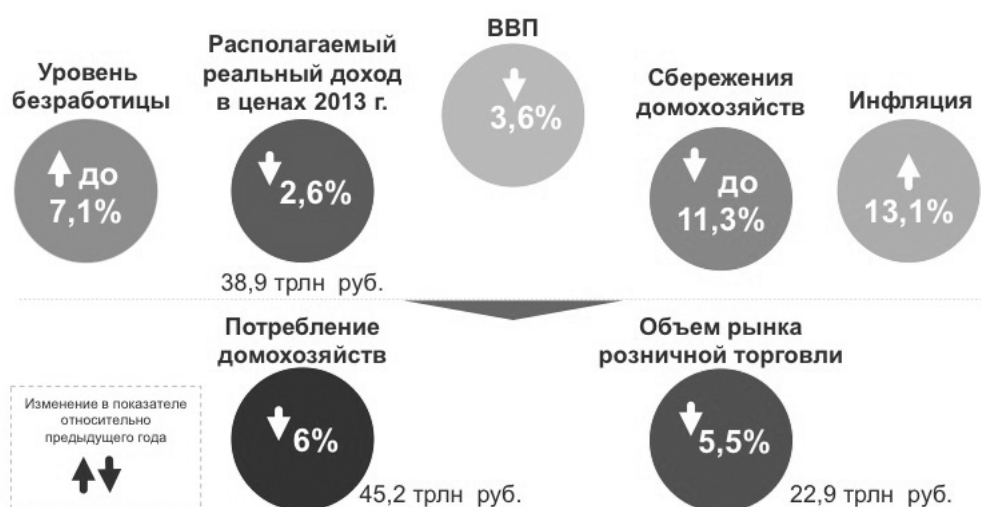 Уровень
безработицы
до
7,1%
Располагаемый
реальный доход
в ценах 2013 г.
2,6%
38,9 трлн руб.
ВВП
3,6%
Сбережения
домохозяйств
до
11,3%
Инфляция
13,1%
Потребление
домохозяйств
6%
45,2 трлн руб.
Объем рынка
розничной торговли
5,5%
22,9 трлн руб.
Изменение в показателе
относительно
предыдущего года